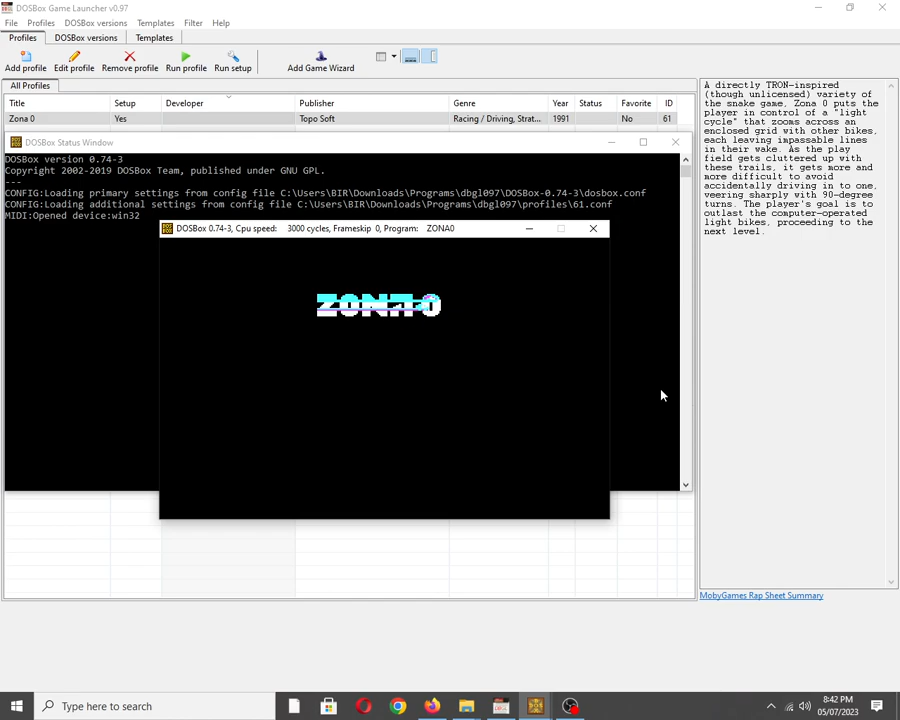 DOSBox Game Launcher v0.97
File Profiles DOSBox versions Templates Filter Help
Profiles DOSBox versions Templates
Add profile Edit profile Remove profile Run profile Run setup Add Game Wizard
All Profiles
Title Setup Developer Publisher Genre Year Status Favorite ID
Zona 0 Yes Topo Soft Racing / Driving, Strat... 1991 No 61
DOSBox Status Window
DOSBox version 0.74-3
Copyright 2002-2019 DOSBox Team, published under GNU GPL.
---
CONFIG:Loading primary settings from config file C:\Users\BIR\Downloads\Programs\dbgl097\DOSBox-0.74-3\dosbox.conf
CONFIG:Loading additional settings from config file C:\Users\BIR\Downloads\Programs\dbgl097\profiles\61.conf
MIDI:Opened device:win32
DOSBox 0.74-3, Cpu speed: 3000 cycles, Frameskip 0, Program: ZONA0
ZONA 0
A directly TRON-inspired
(though unlicensed) variety of
the snake game, Zona 0 puts the
player in control of a "light
cycle" that zooms across an
enclosed grid with other bikes,
each leaving impassable lines
in their wake. As the play
field gets cluttered up with
these trails, it gets more and
more difficult to avoid
accidentally driving in to one,
veering sharply with 90-degree
turns. The player's goal is to
outlast the computer-operated
light bikes, proceeding to the
next level.
MobyGames Rap Sheet Summary
Type here to search
8:42 PM
05/07/2023